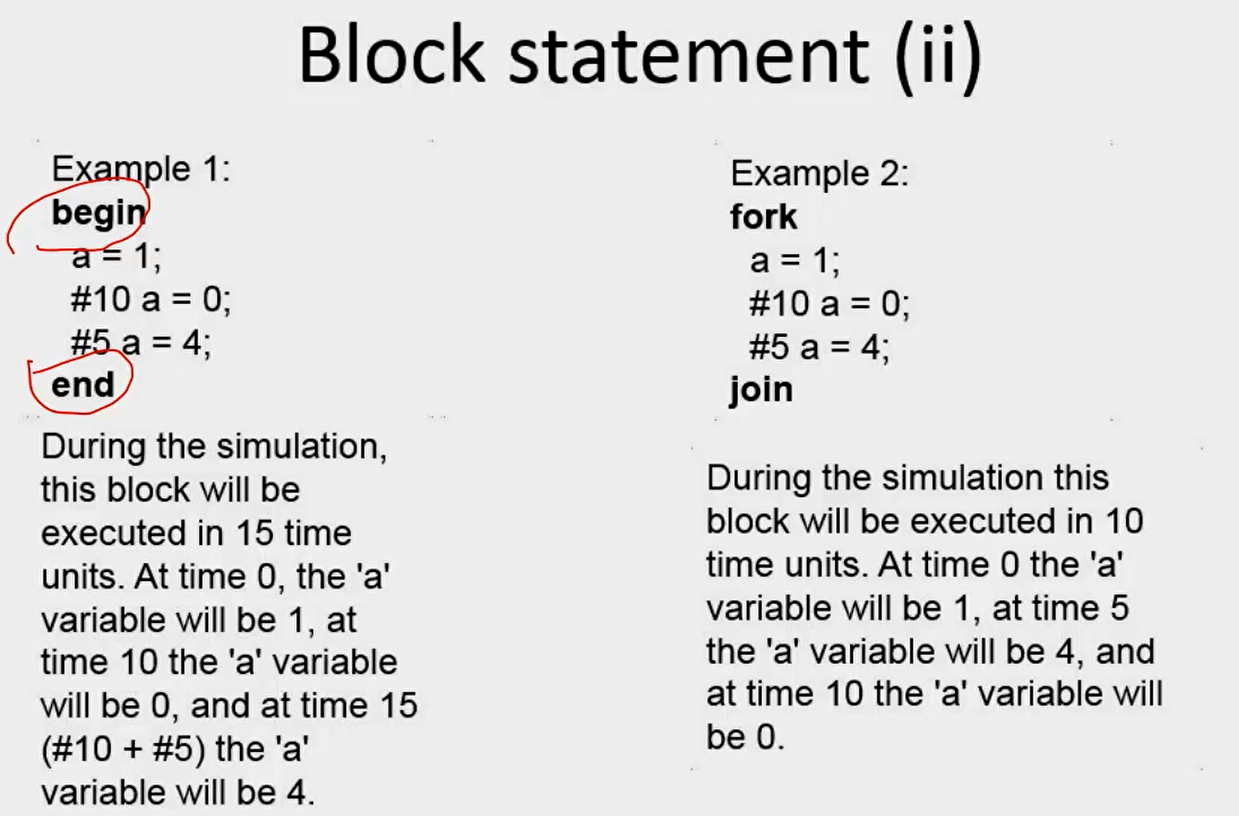 Block statement (ii)
Example 1:
begin
a = 1;
#10 a = 0;
#5 a = 4;
end
During the simulation,
this block will be
executed in 15 time
units. At time 0, the 'a'
variable will be 1, at
time 10 the 'a' variable
will be 0, and at time 15
(#10 + #5) the 'a'
variable will be 4.
Example 2:
fork
a = 1;
#10 a = 0;
#5 a = 4;
join
During the simulation this
block will be executed in 10
time units. At time 0 the 'a'
variable will be 1, at time 5
the 'a' variable will be 4, and
at time 10 the 'a' variable will
be 0.